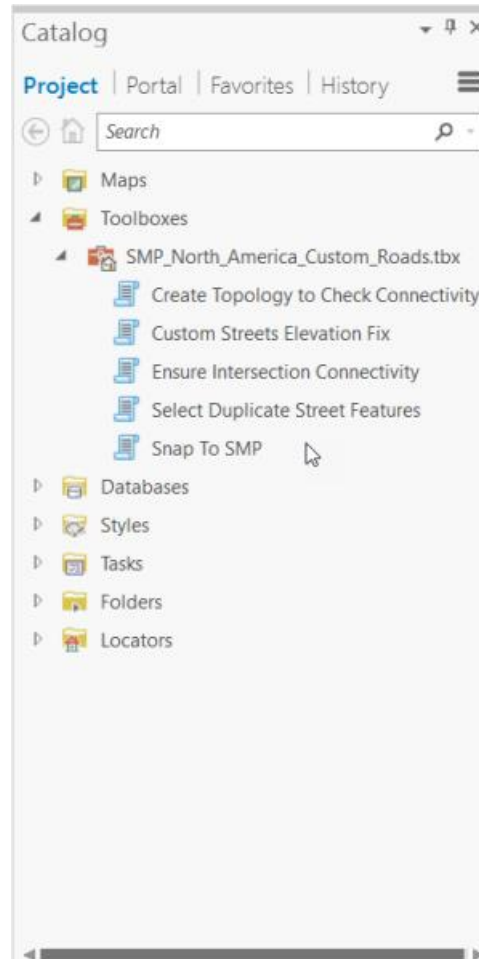 Catalog
Project Portal Favorites History
Search
Maps
Toolboxes
SMP_North_America_Custom_Roads.tbx
Create Topology to Check Connectivity
Custom Streets Elevation Fix
Ensure Intersection Connectivity
Select Duplicate Street Features
Snap To SMP
Databases
Styles
Tasks
Folders
Locators